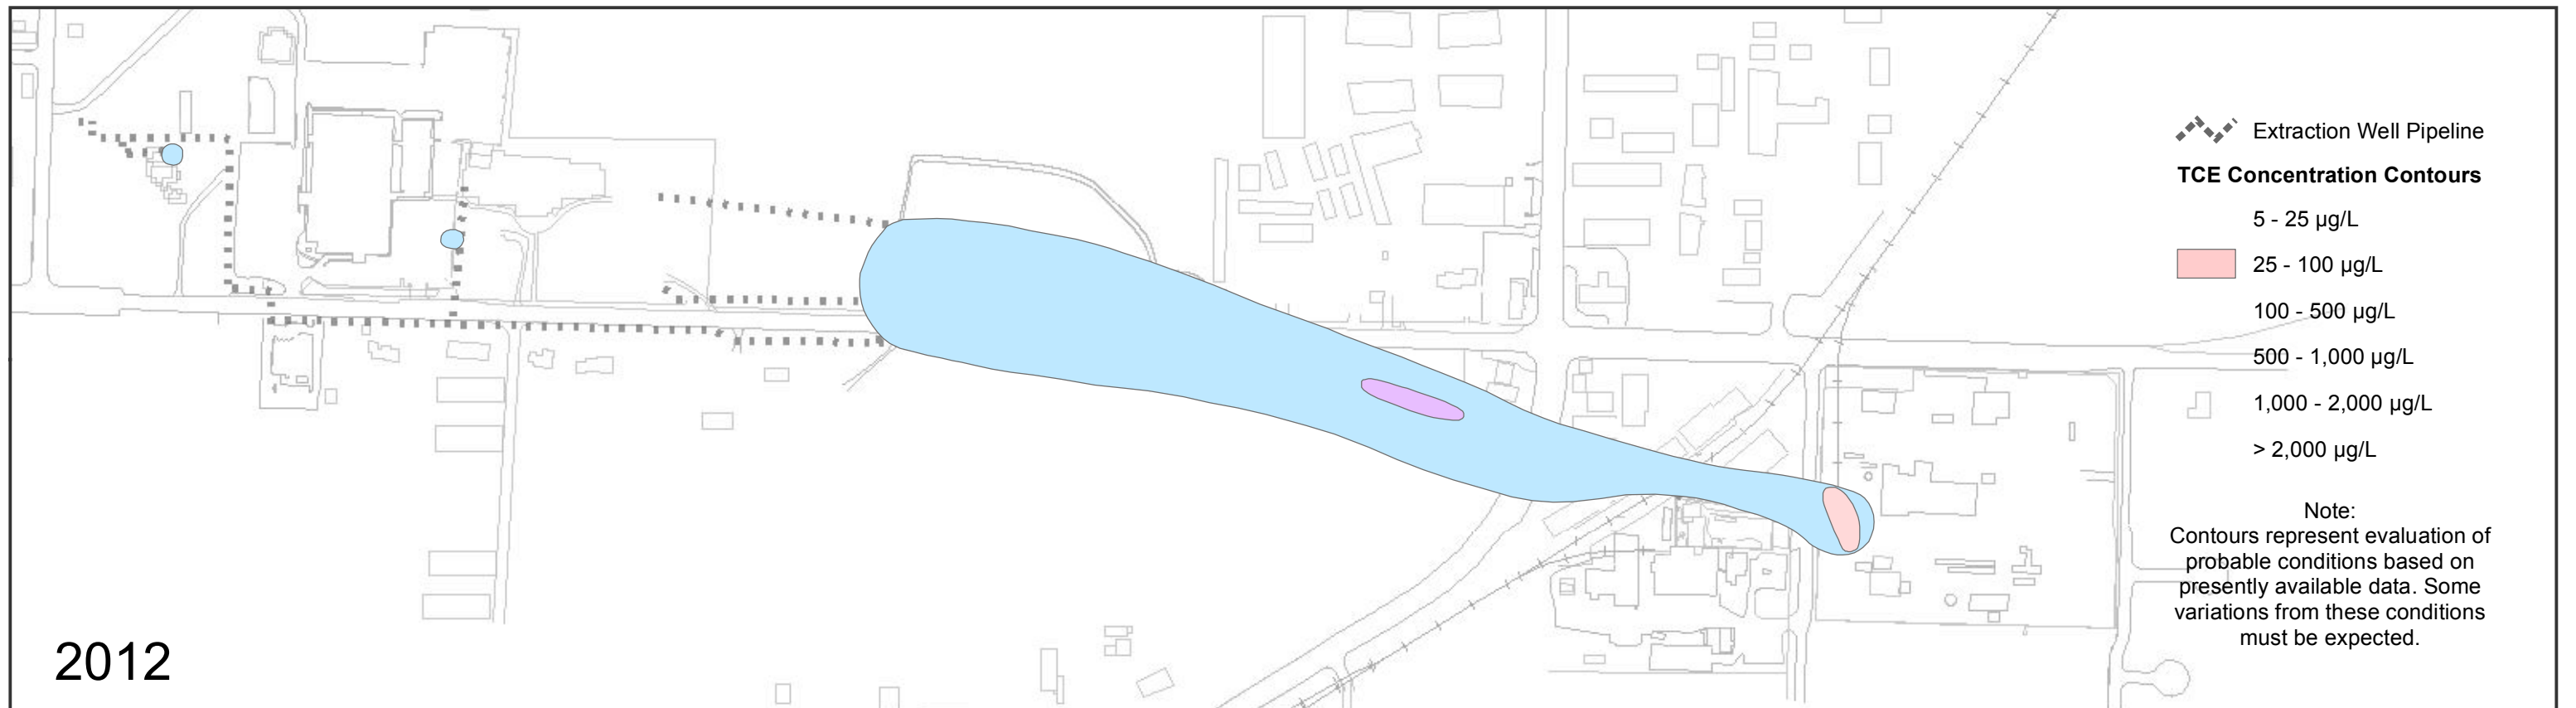 Extraction Well Pipeline
TCE Concentration Contours
5 - 25 µg/L
25 - 100 µg/L
100 - 500 µg/L
500 - 1,000 µg/L
1,000 - 2,000 µg/L
> 2,000 µg/L
Note:
Contours represent evaluation of
probable conditions based on
presently available data. Some
variations from these conditions
must be expected.
2012